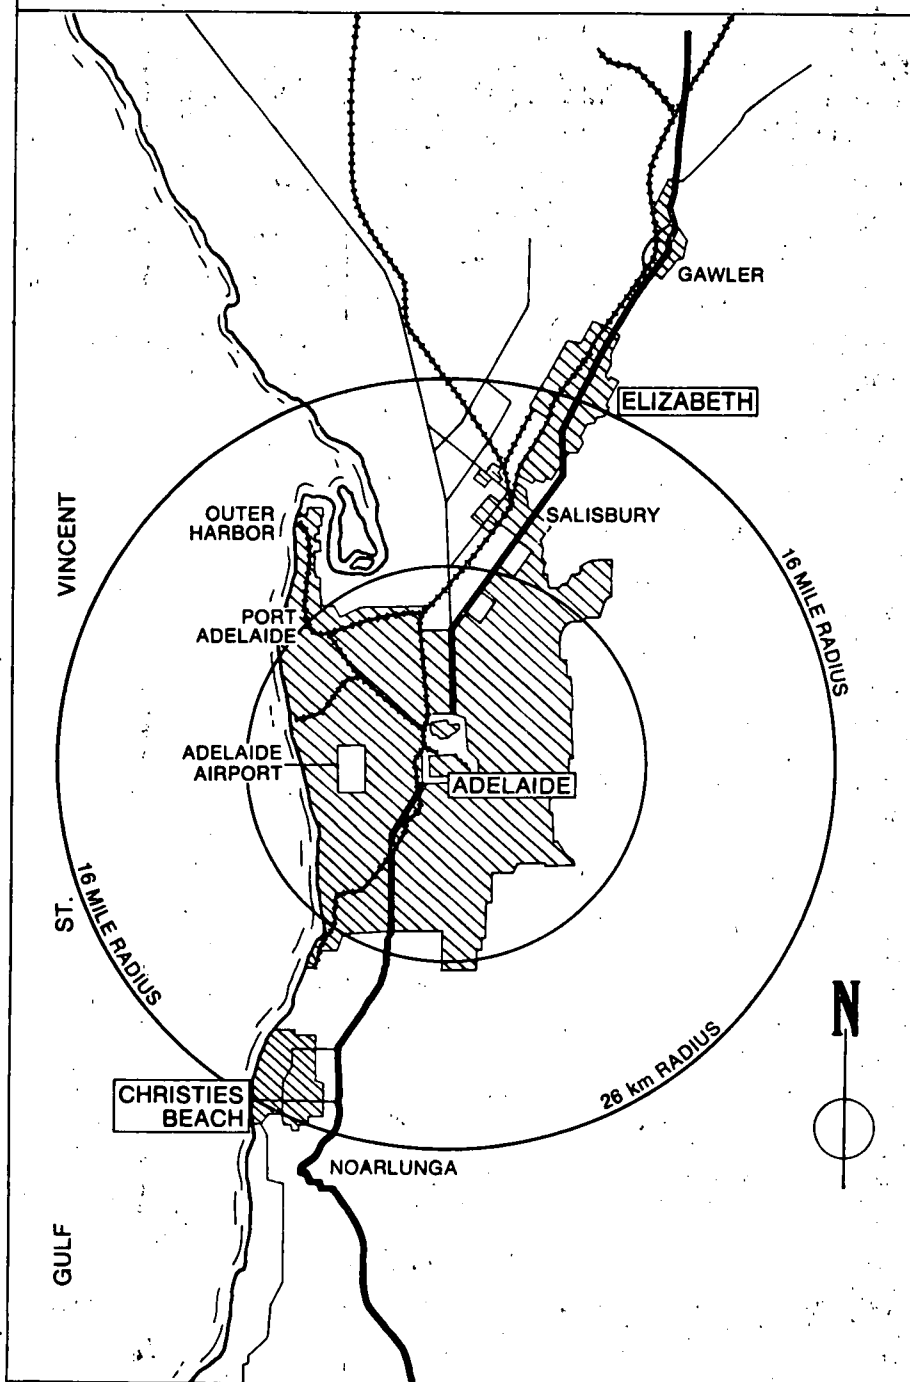 GAWLER
ELIZABETH
OUTER
HARBOR
SALISBURY
VINCENT
16 MILE RADIUS
PORT
ADELAIDE
ADELAIDE
AIRPORT
ADELAIDE
ST.
16 MILE RADIUS
N
26 km RADIUS
CHRISTIES
BEACH
NOARLUNGA
GULF